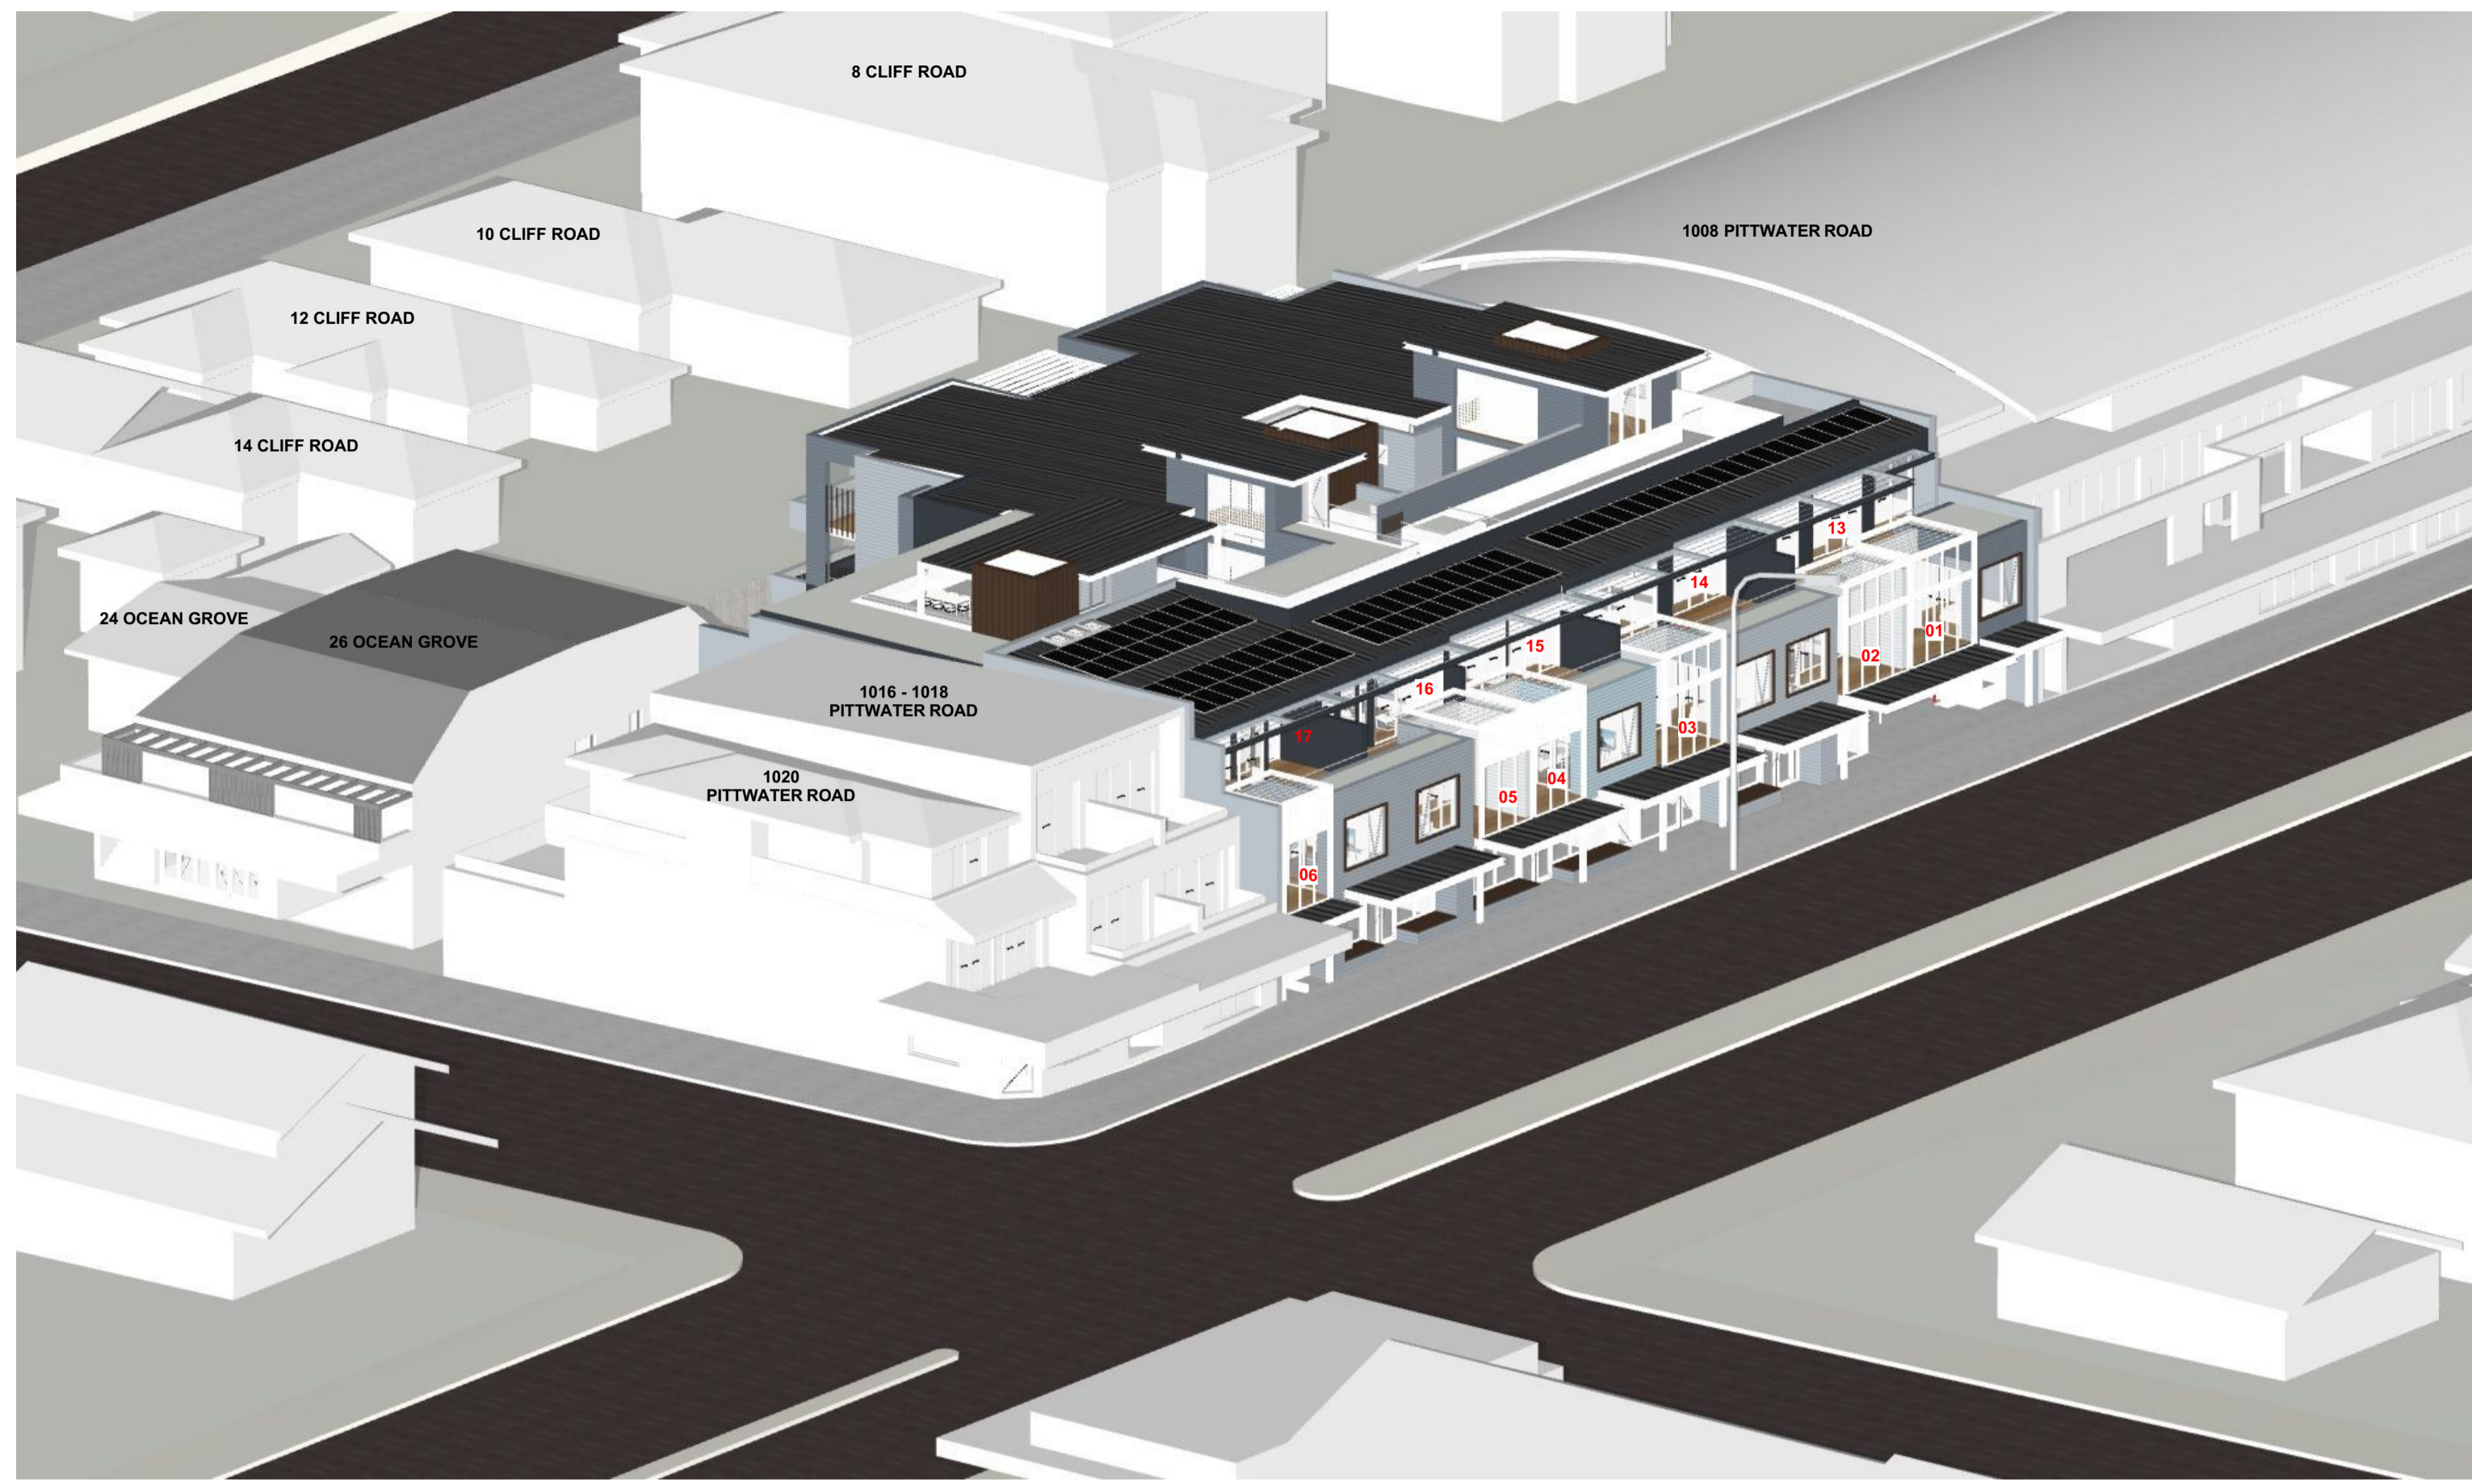 8 CLIFF ROAD
10 CLIFF ROAD
1008 PITTWATER ROAD
12 CLIFF ROAD
14 CLIFF ROAD
13
14
24 OCEAN GROVE
26 OCEAN GROVE
01
15
02
16
1016 - 1018
PITTWATER ROAD
03
17
1020
PITTWATER ROAD
04
05
06